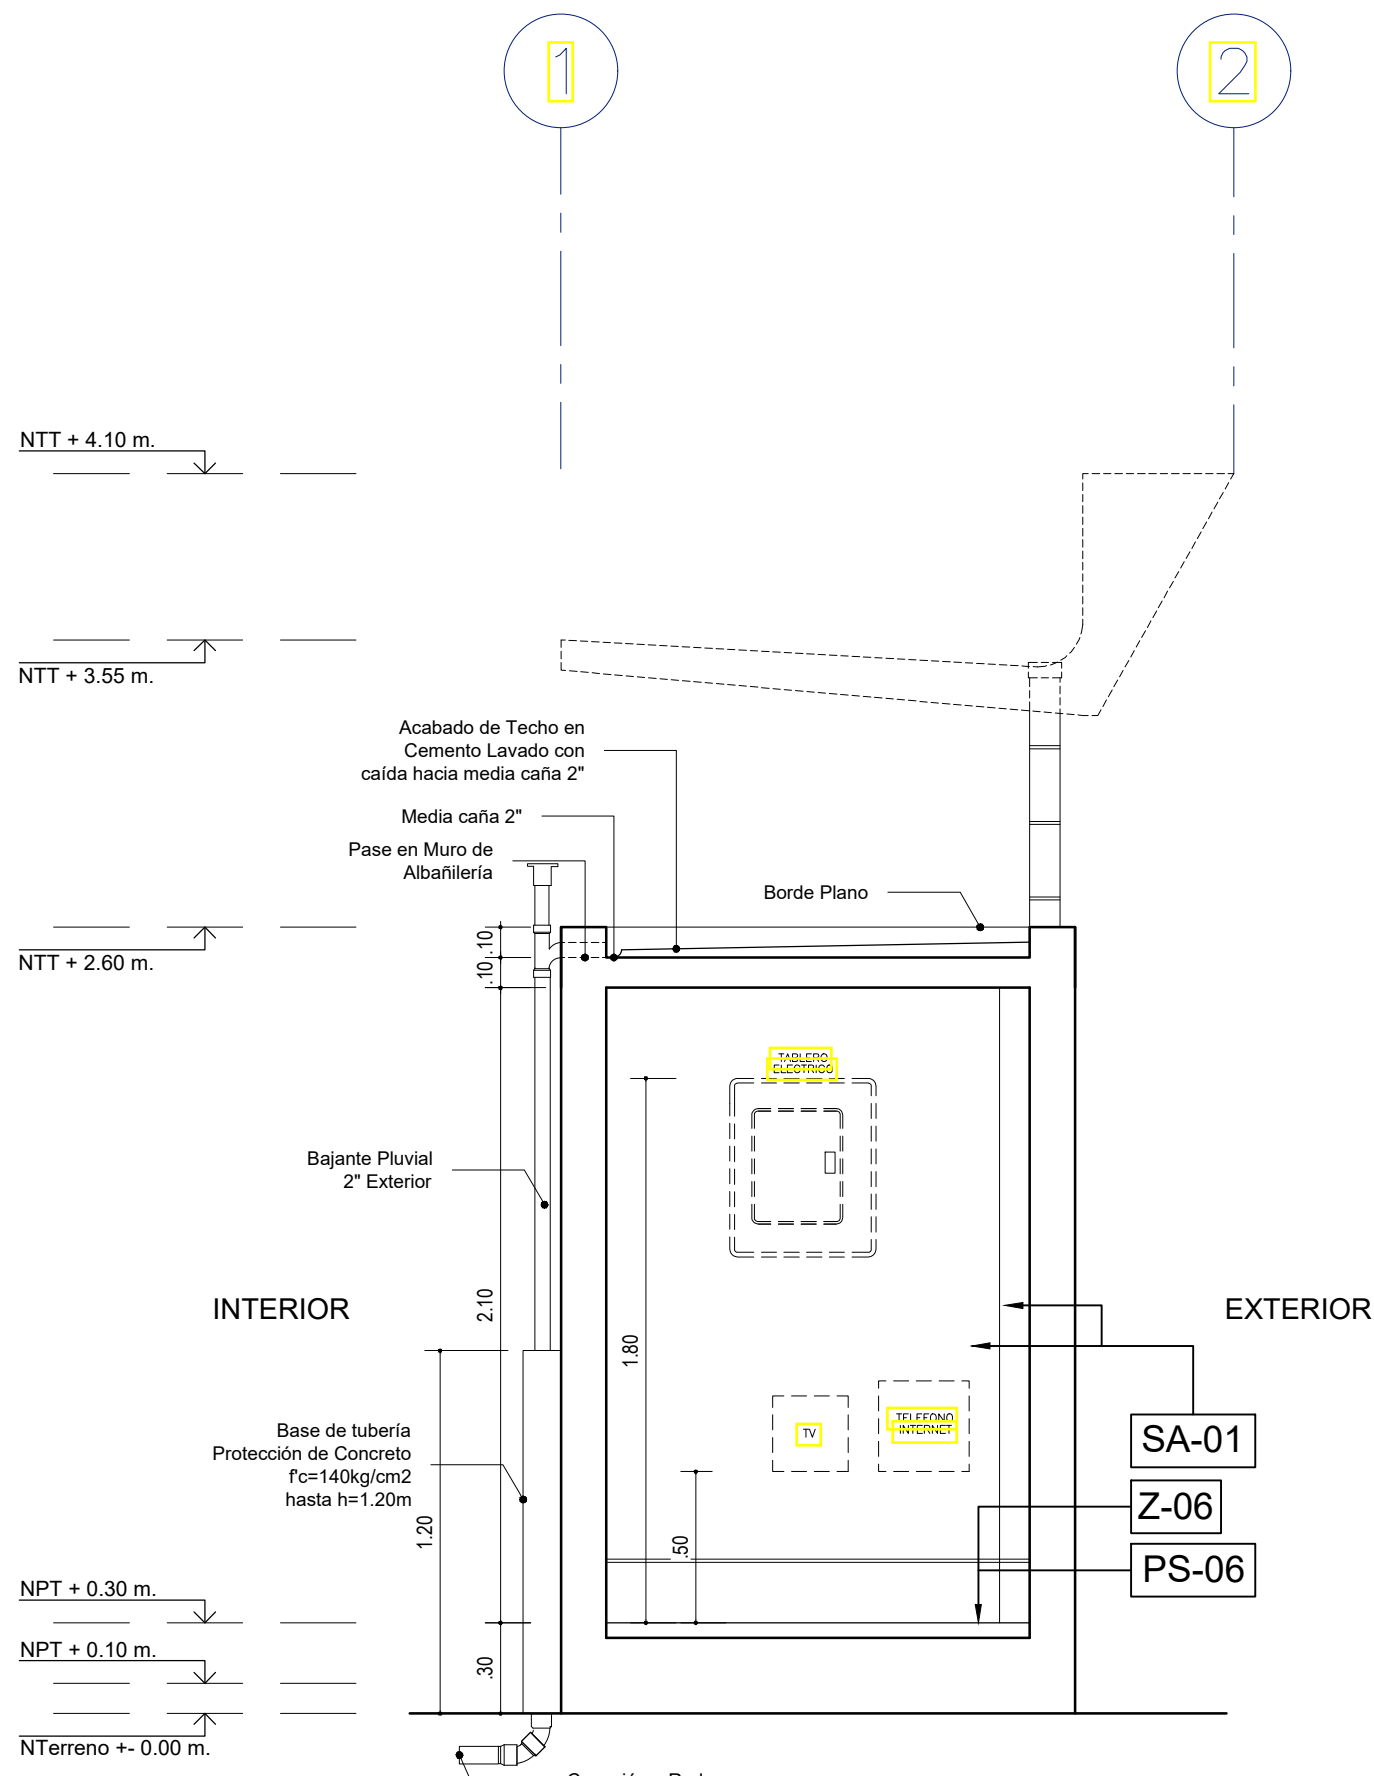 1
2
NTT + 4.10 m.
NTT + 3.55 m.
Acabado de Techo en
Cemento Lavado con
caída hacia media caña 2"
Media caña 2"
Pase en Muro de
Albañilería
Borde Plano
NTT + 2.60 m.
.10
.10
TABLERO
ELECTRICO
Bajante Pluvial
2" Exterior
INTERIOR
2.10
1.80
EXTERIOR
TELEFONO
INTERNET
TV
SA-01
Base de tubería
Protección de Concreto
f'c=140kg/cm2
hasta h=1.20m
1.20
.50
Z-06
PS-06
NPT + 0.30 m.
NPT + 0.10 m.
.30
NTerreno +- 0.00 m.